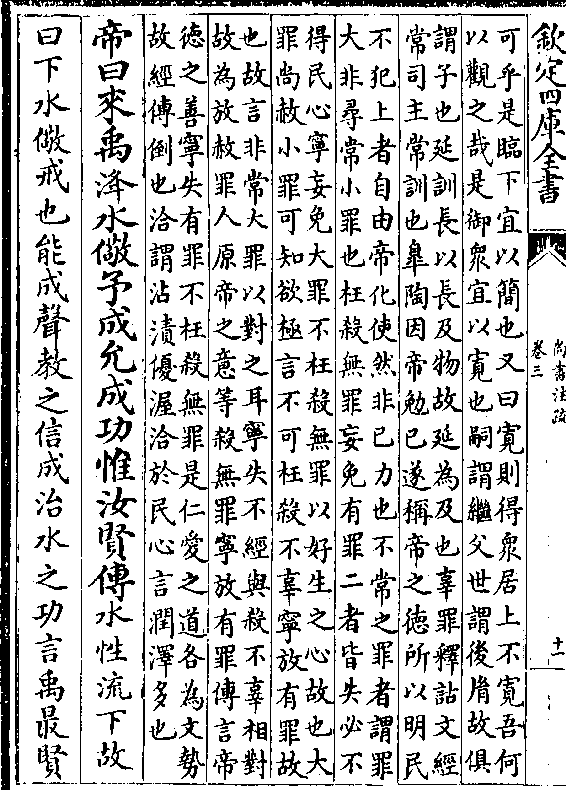 欽定四庫全書
尚書注疏
卷三
十一
可乎是臨下宜以簡也又曰寛則得衆居上不寛吾何
以觀之哉是御衆宜以寛也嗣謂繼父世謂後胤故俱
謂子也延訓長以長及物故延為及也辜罪釋詁文經
常司主常訓也臯陶因帝勉己遂稱帝之徳所以明民
不犯上者自由帝化使然非己力也不常之罪者謂罪
大非尋常小罪也枉殺無罪妄免有罪二者皆失必不
得民心寧妄免大罪不枉殺無罪以好生之心故也大
罪尚赦小罪可知欲極言不可枉殺不辜寧放有罪故
也故言非常大罪以對之耳寧失不經與殺不辜相對
故為放赦罪人原帝之意等殺無罪寧放有罪傳言帝
徳之善寧失有罪不枉殺無罪是仁愛之道各為文勢
故經傳倒也洽謂沾漬優渥洽於民心言潤澤多也
帝曰來禹洚水儆予成允成功惟汝賢傳水性流下故
曰下水儆戒也能成聲教之信成治水之功言禹最賢